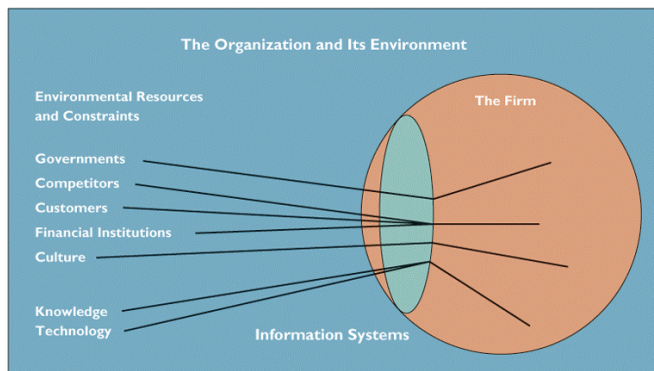 The Organization and Its Environment
Environmental Resources
and Constraints
The Firm
Governments
Competitors
Customers
Financial Institutions
Culture
Knowledge
Technology
Information Systems